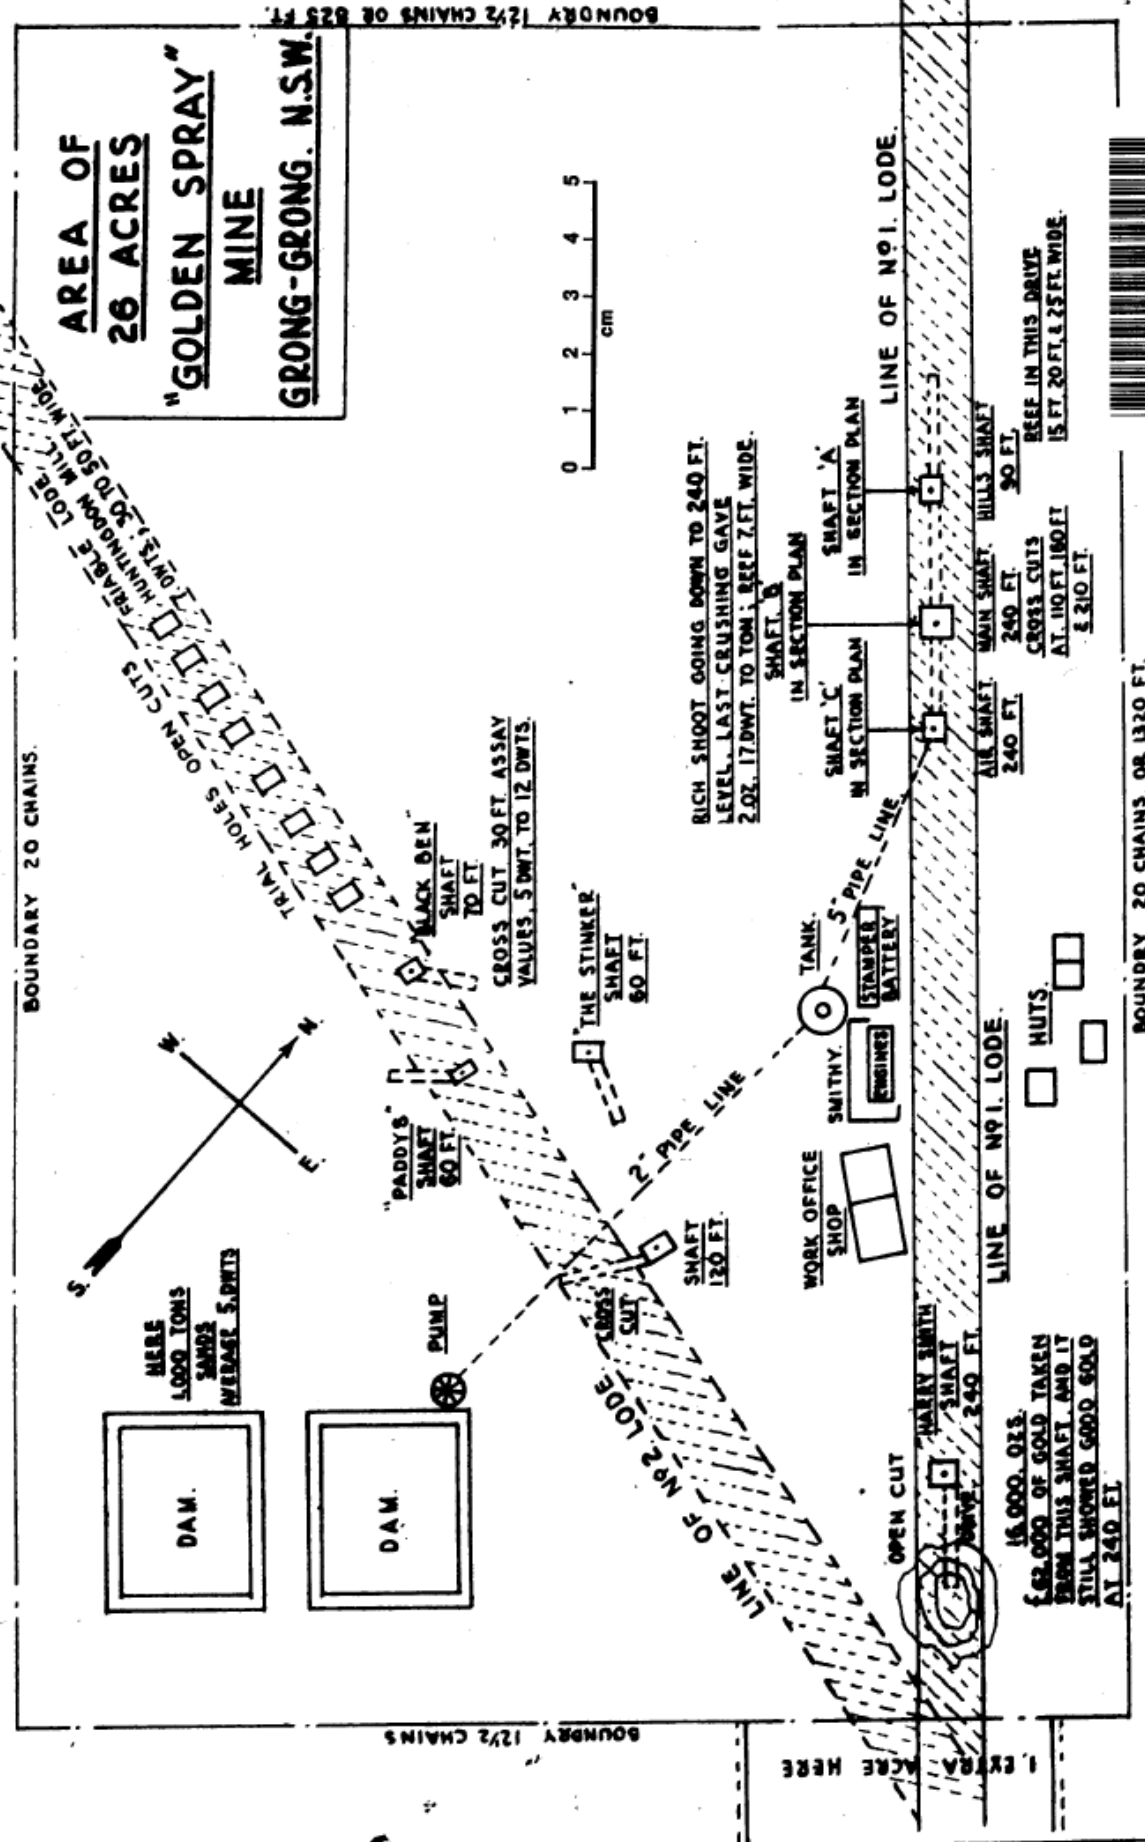 BOUNDRY 12½ CHAINS OR 825 FT.
AREA OF
26 ACRES
"GOLDEN SPRAY"
MINE
GRONG-GRONG. N.S.W.
BOUNDARY 20 CHAINS.
FRIABLE LODE,
HUNTINGDON MILL
7. DWTS; 30 TO 50 FT. WIDE
TRIAL HOLES OPEN CUTS
"BLACK BEN"
SHAFT
70 FT.
CROSS CUT 30 FT. ASSAY
VALUES, 5 DWT. TO 12 DWTS.
"PADDYS"
SHAFT
60 FT.
"THE STINKER"
SHAFT
60 FT.
S.
W.
N.
E.
HERE
1,000 TONS
SANDS
AVERAGE 5. DWTS
DAM.
DAM.
PUMP
2" PIPE LINE
CROSS
CUT
SHAFT
120 FT.
LINE OF Nº2 LODE
0 1 2 3 4 5
cm
RICH SHOOT GOING DOWN TO 240 FT.
LEVEL, LAST CRUSHING GAVE
2.OZ. 17.DWT. TO TON; REEF 7.FT. WIDE.
SHAFT. 'B'
IN SECTION PLAN
SHAFT 'A'
IN SECTION PLAN
SHAFT 'C'
IN SECTION PLAN
LINE OF Nº1. LODE.
5" PIPE LINE
TANK.
STAMPER
BATTERY
SMITHY.
ENGINES
WORK OFFICE
SHOP
HILLS SHAFT
90 FT.
REEF IN THIS DRIVE
15 FT. 20 FT. & 25 FT. WIDE.
MAIN SHAFT.
240 FT.
CROSS CUTS
AT. 110 FT. 160 FT
& 210 FT.
AIR SHAFT.
240 FT.
HUTS.
LINE OF Nº1. LODE.
HARRY SMITH
SHAFT
240 FT.
OPEN CUT
DRIVE
16,000. OZS.
£62,000 OF GOLD TAKEN
FROM THIS SHAFT. AND IT
STILL SHOWED GOOD GOLD
AT 240 FT
BOUNDRY 20 CHAINS OR 1320 FT.
BOUNDRY 12½ CHAINS
1. EXTRA ACRE HERE